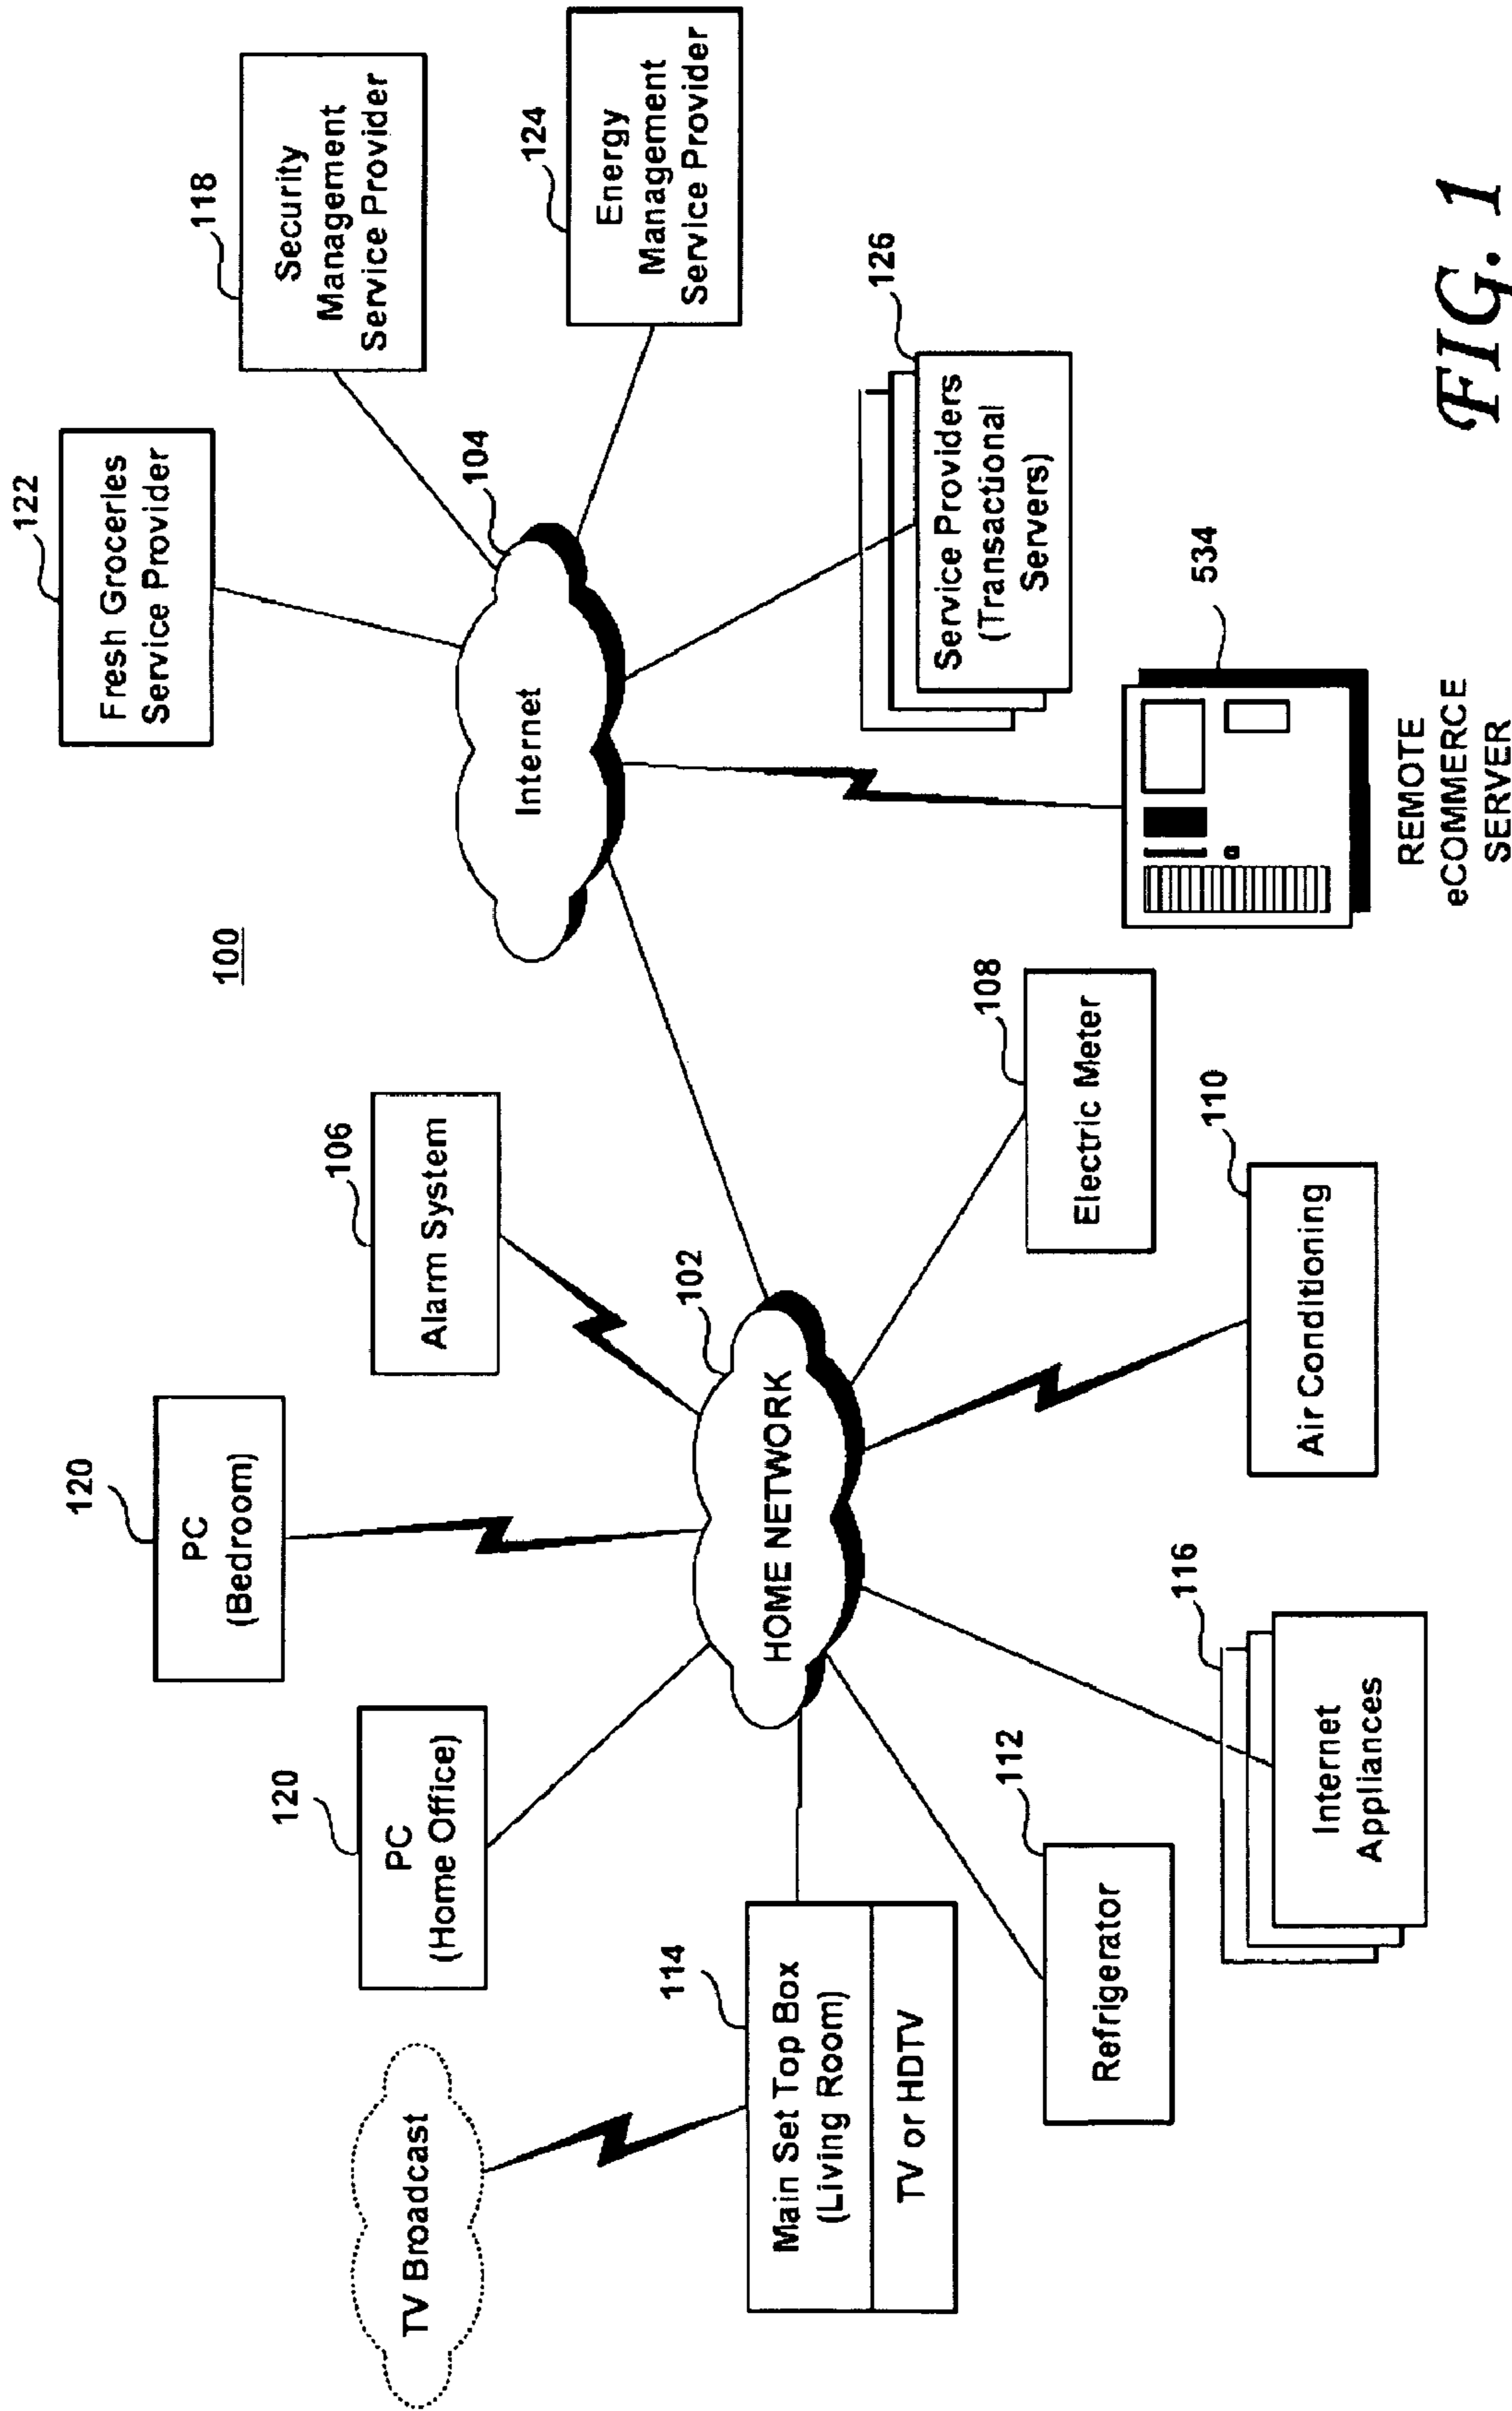 100
122
Fresh Groceries
Service Provider
118
Security
Management
Service Provider
104
Internet
124
Energy
Management
Service Provider
126
Service Providers
(Transactional
Servers)
534
REMOTE
eCOMMERCE
SERVER
120
PC
(Bedroom)
120
PC
(Home Office)
106
Alarm System
102
HOME NETWORK
TV Broadcast
114
Main Set Top Box
(Living Room)
TV or HDTV
112
Refrigerator
116
Internet
Appliances
110
Air Conditioning
108
Electric Meter
FIG. 1